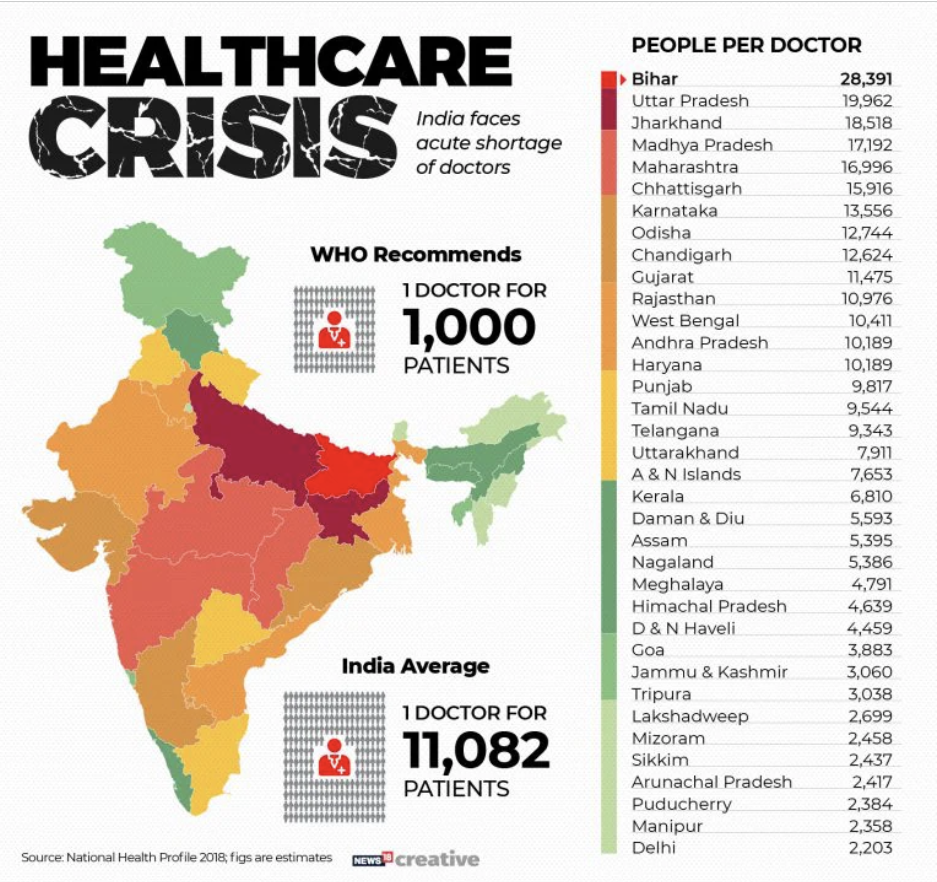 HEALTHCARE
CRISIS
India faces
acute shortage
of doctors
WHO Recommends
1 DOCTOR FOR
1,000
PATIENTS
India Average
1 DOCTOR FOR
11,082
PATIENTS
Source: National Health Profile 2018; figs are estimates
NEWS18 creative
PEOPLE PER DOCTOR
Bihar 28,391
Uttar Pradesh 19,962
Jharkhand 18,518
Madhya Pradesh 17,192
Maharashtra 16,996
Chhattisgarh 15,916
Karnataka 13,556
Odisha 12,744
Chandigarh 12,624
Gujarat 11,475
Rajasthan 10,976
West Bengal 10,411
Andhra Pradesh 10,189
Haryana 10,189
Punjab 9,817
Tamil Nadu 9,544
Telangana 9,343
Uttarakhand 7,911
A & N Islands 7,653
Kerala 6,810
Daman & Diu 5,593
Assam 5,395
Nagaland 5,386
Meghalaya 4,791
Himachal Pradesh 4,639
D & N Haveli 4,459
Goa 3,883
Jammu & Kashmir 3,060
Tripura 3,038
Lakshadweep 2,699
Mizoram 2,458
Sikkim 2,437
Arunachal Pradesh 2,417
Puducherry 2,384
Manipur 2,358
Delhi 2,203